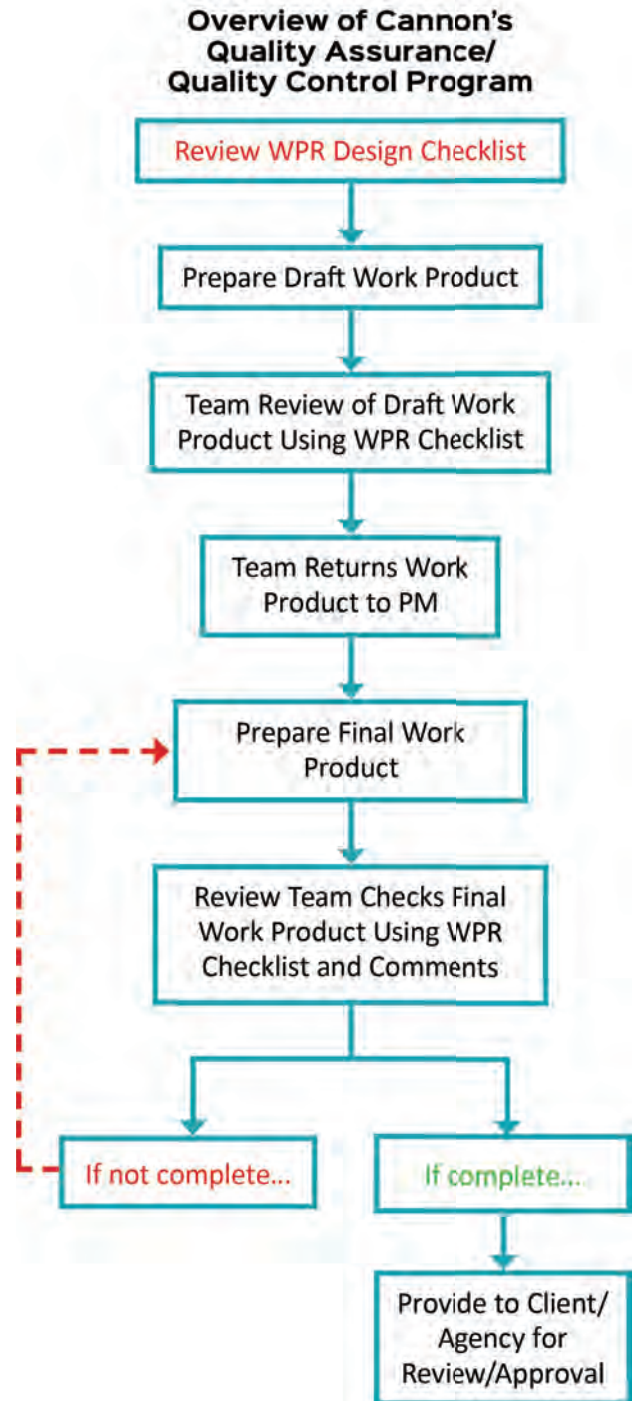 Overview of Cannon's
Quality Assurance/
Quality Control Program
Review WPR Design Checklist
Prepare Draft Work Product
Team Review of Draft Work
Product Using WPR Checklist
Team Returns Work
Product to PM
Prepare Final Work
Product
Review Team Checks Final
Work Product Using WPR
Checklist and Comments
If not complete...
If complete...
Provide to Client/
Agency for
Review/Approval